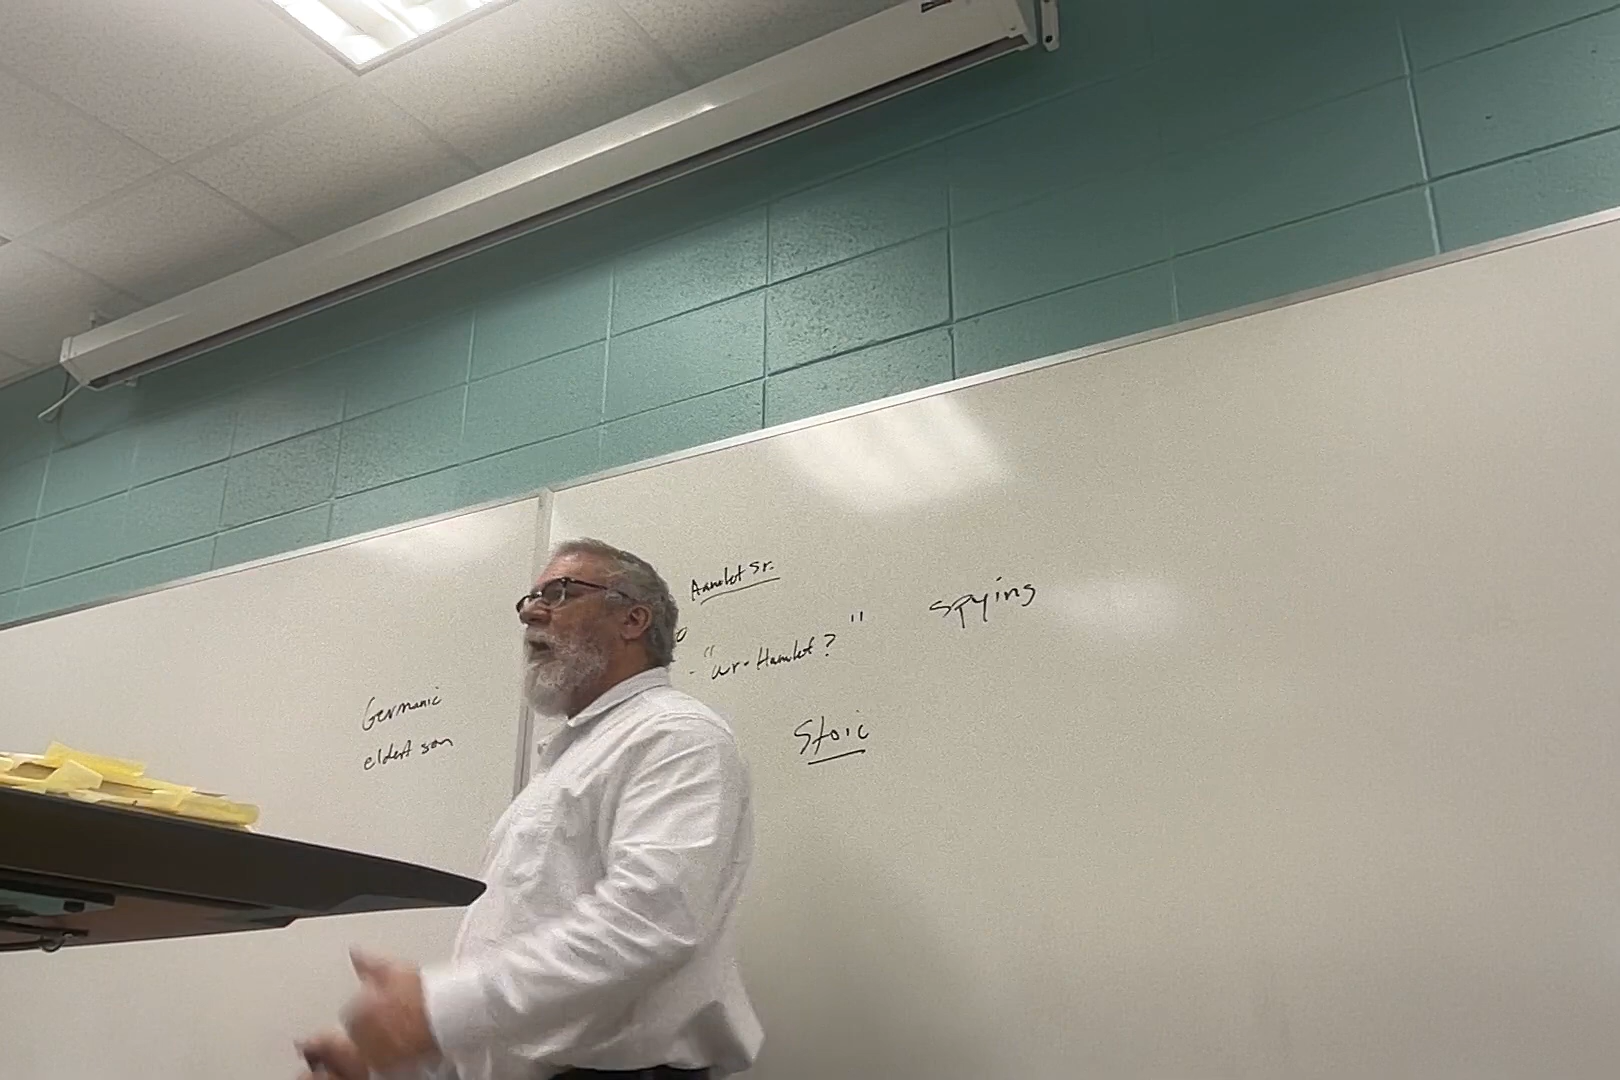 Hamlet Sr.
- "ur-Hamlet?"
spying
Stoic
Germanic
eldest son